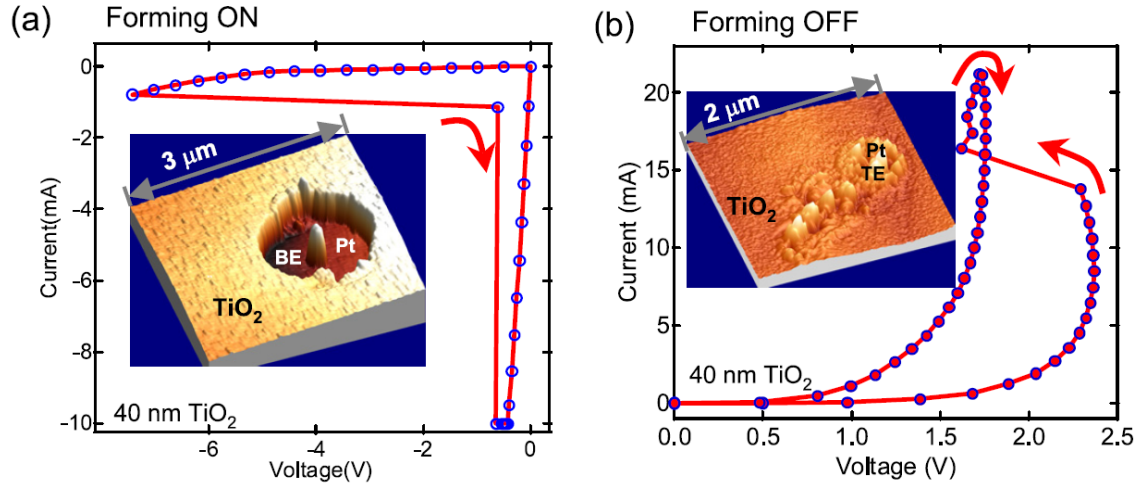 (a)
Forming ON
0
-2
-4
-6
-8
-10
Current(mA)
3 μm
BE
Pt
TiO2
40 nm TiO2
-6
-4
-2
0
Voltage(V)
(b)
Forming OFF
20
15
10
5
0
Current (mA)
2 μm
Pt
TE
TiO2
40 nm TiO2
0.0
0.5
1.0
1.5
2.0
2.5
Voltage (V)